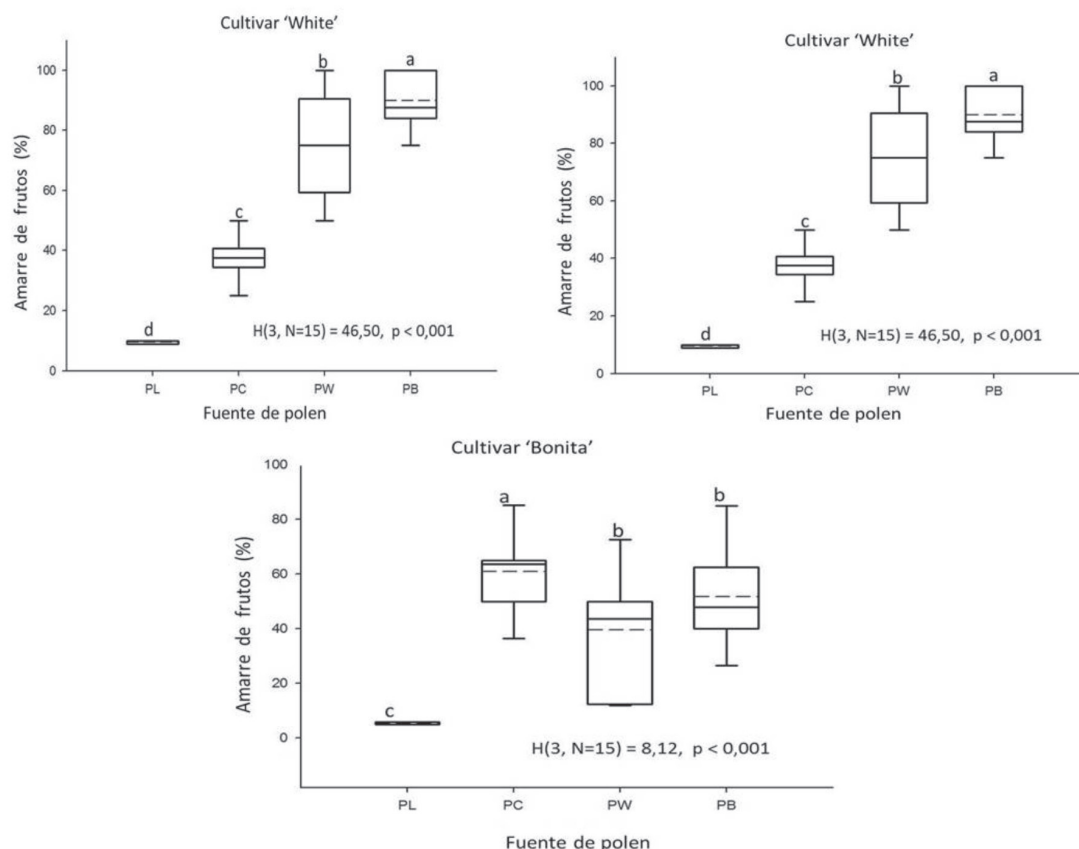 Cultivar ‘White’
Amarre de frutos (%)
100
80
60
40
20
0
d
c
b
a
H(3, N=15) = 46,50, p < 0,001
PL PC PW PB
Fuente de polen
Cultivar ‘White’
Amarre de frutos (%)
100
80
60
40
20
0
d
c
b
a
H(3, N=15) = 46,50, p < 0,001
PL PC PW PB
Fuente de polen
Cultivar ‘Bonita’
Amarre de frutos (%)
100
80
60
40
20
0
c
a
b
b
H(3, N=15) = 8,12, p < 0,001
PL PC PW PB
Fuente de polen